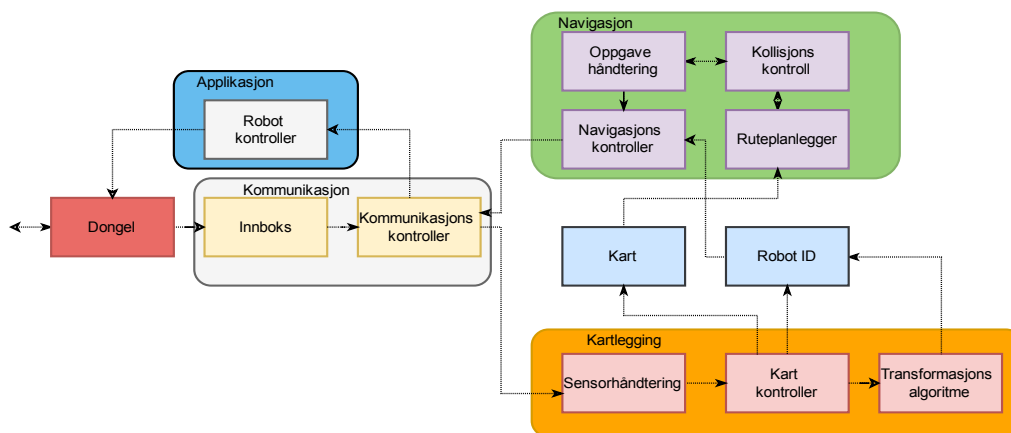 Navigasjon
Oppgave
håndtering
Kollisjons
kontroll
Applikasjon
Robot
kontroller
Navigasjons
kontroller
Ruteplanlegger
Kommunikasjon
Dongel
Innboks
Kommunikasjons
kontroller
Kart
Robot ID
Kartlegging
Sensorhåndtering
Kart
kontroller
Transformasjons
algoritme